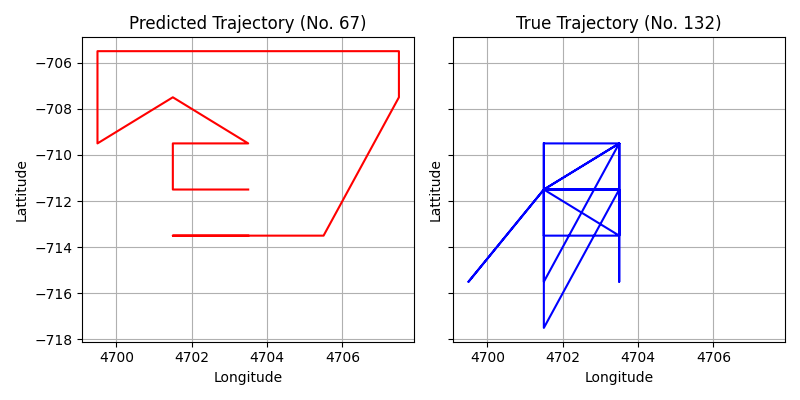 Predicted Trajectory (No. 67)
True Trajectory (No. 132)
Lattitude
−706
−708
−710
−712
−714
−716
−718
4700
4702
4704
4706
Longitude
Lattitude
4700
4702
4704
4706
Longitude